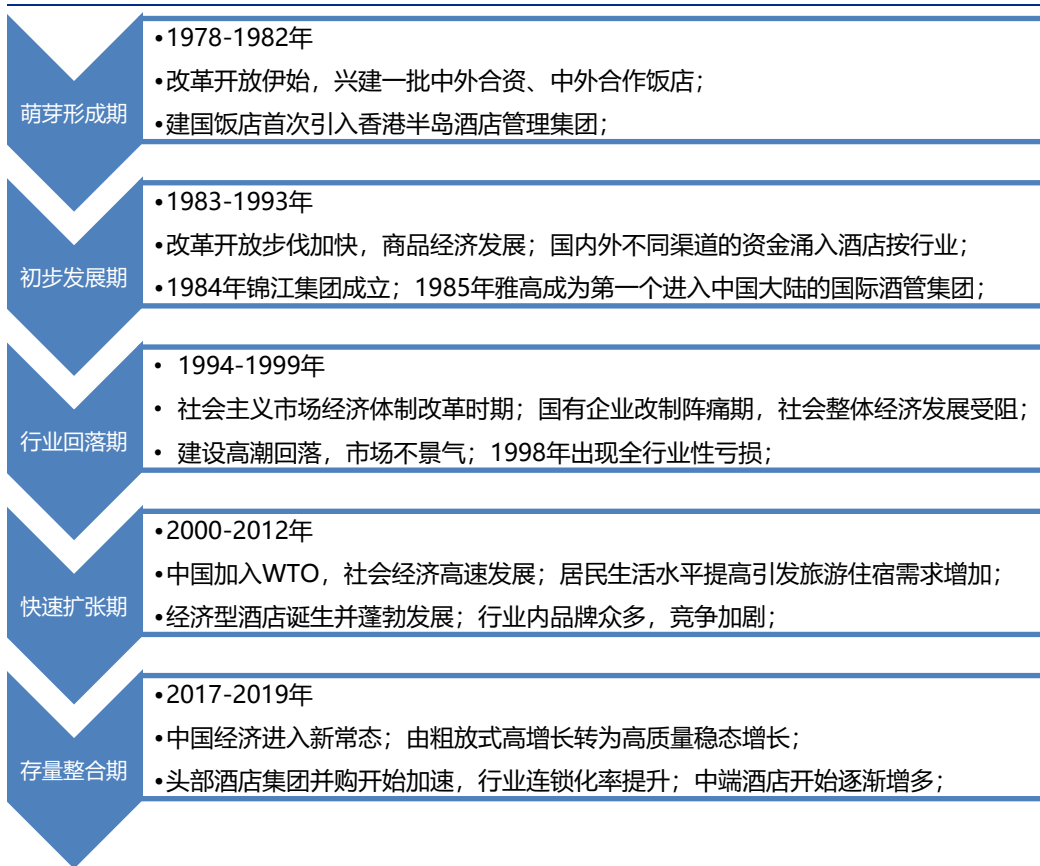 萌芽形成期
•1978-1982年
•改革开放伊始，兴建一批中外合资、中外合作饭店；
•建国饭店首次引入香港半岛酒店管理集团；
初步发展期
•1983-1993年
•改革开放步伐加快，商品经济发展；国内外不同渠道的资金涌入酒店按行业；
•1984年锦江集团成立；1985年雅高成为第一个进入中国大陆的国际酒管集团；
行业回落期
• 1994-1999年
• 社会主义市场经济体制改革时期；国有企业改制阵痛期，社会整体经济发展受阻；
• 建设高潮回落，市场不景气；1998年出现全行业性亏损；
快速扩张期
•2000-2012年
•中国加入WTO，社会经济高速发展；居民生活水平提高引发旅游住宿需求增加；
•经济型酒店诞生并蓬勃发展；行业内品牌众多，竞争加剧；
存量整合期
•2017-2019年
•中国经济进入新常态；由粗放式高增长转为高质量稳态增长；
•头部酒店集团并购开始加速，行业连锁化率提升；中端酒店开始逐渐增多；